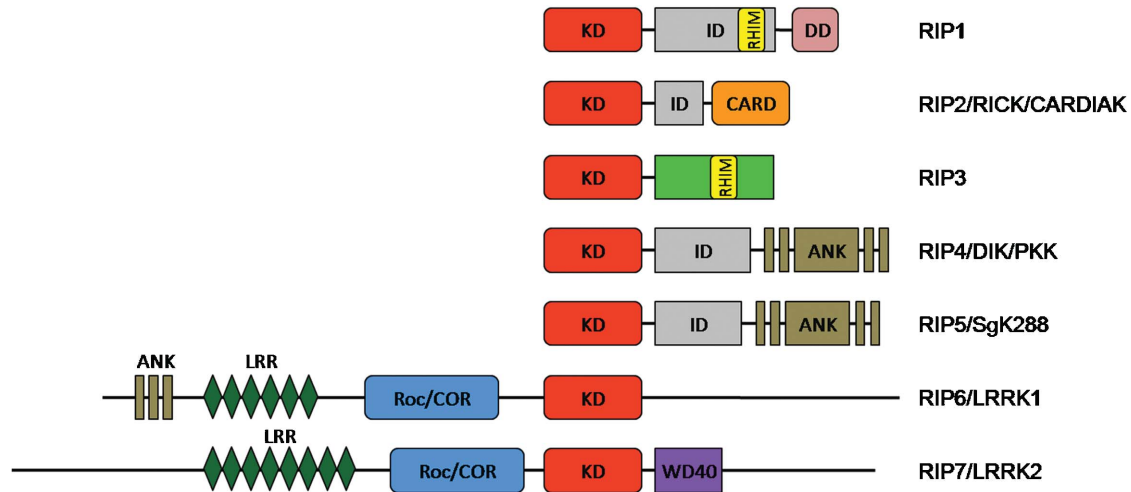 KD ID RHIM DD RIP1
KD ID CARD RIP2/RICK/CARDIAK
KD RHIM RIP3
KD ID ANK RIP4/DIK/PKK
KD ID ANK RIP5/SgK288
ANK LRR
Roc/COR KD RIP6/LRRK1
LRR
Roc/COR KD WD40 RIP7/LRRK2